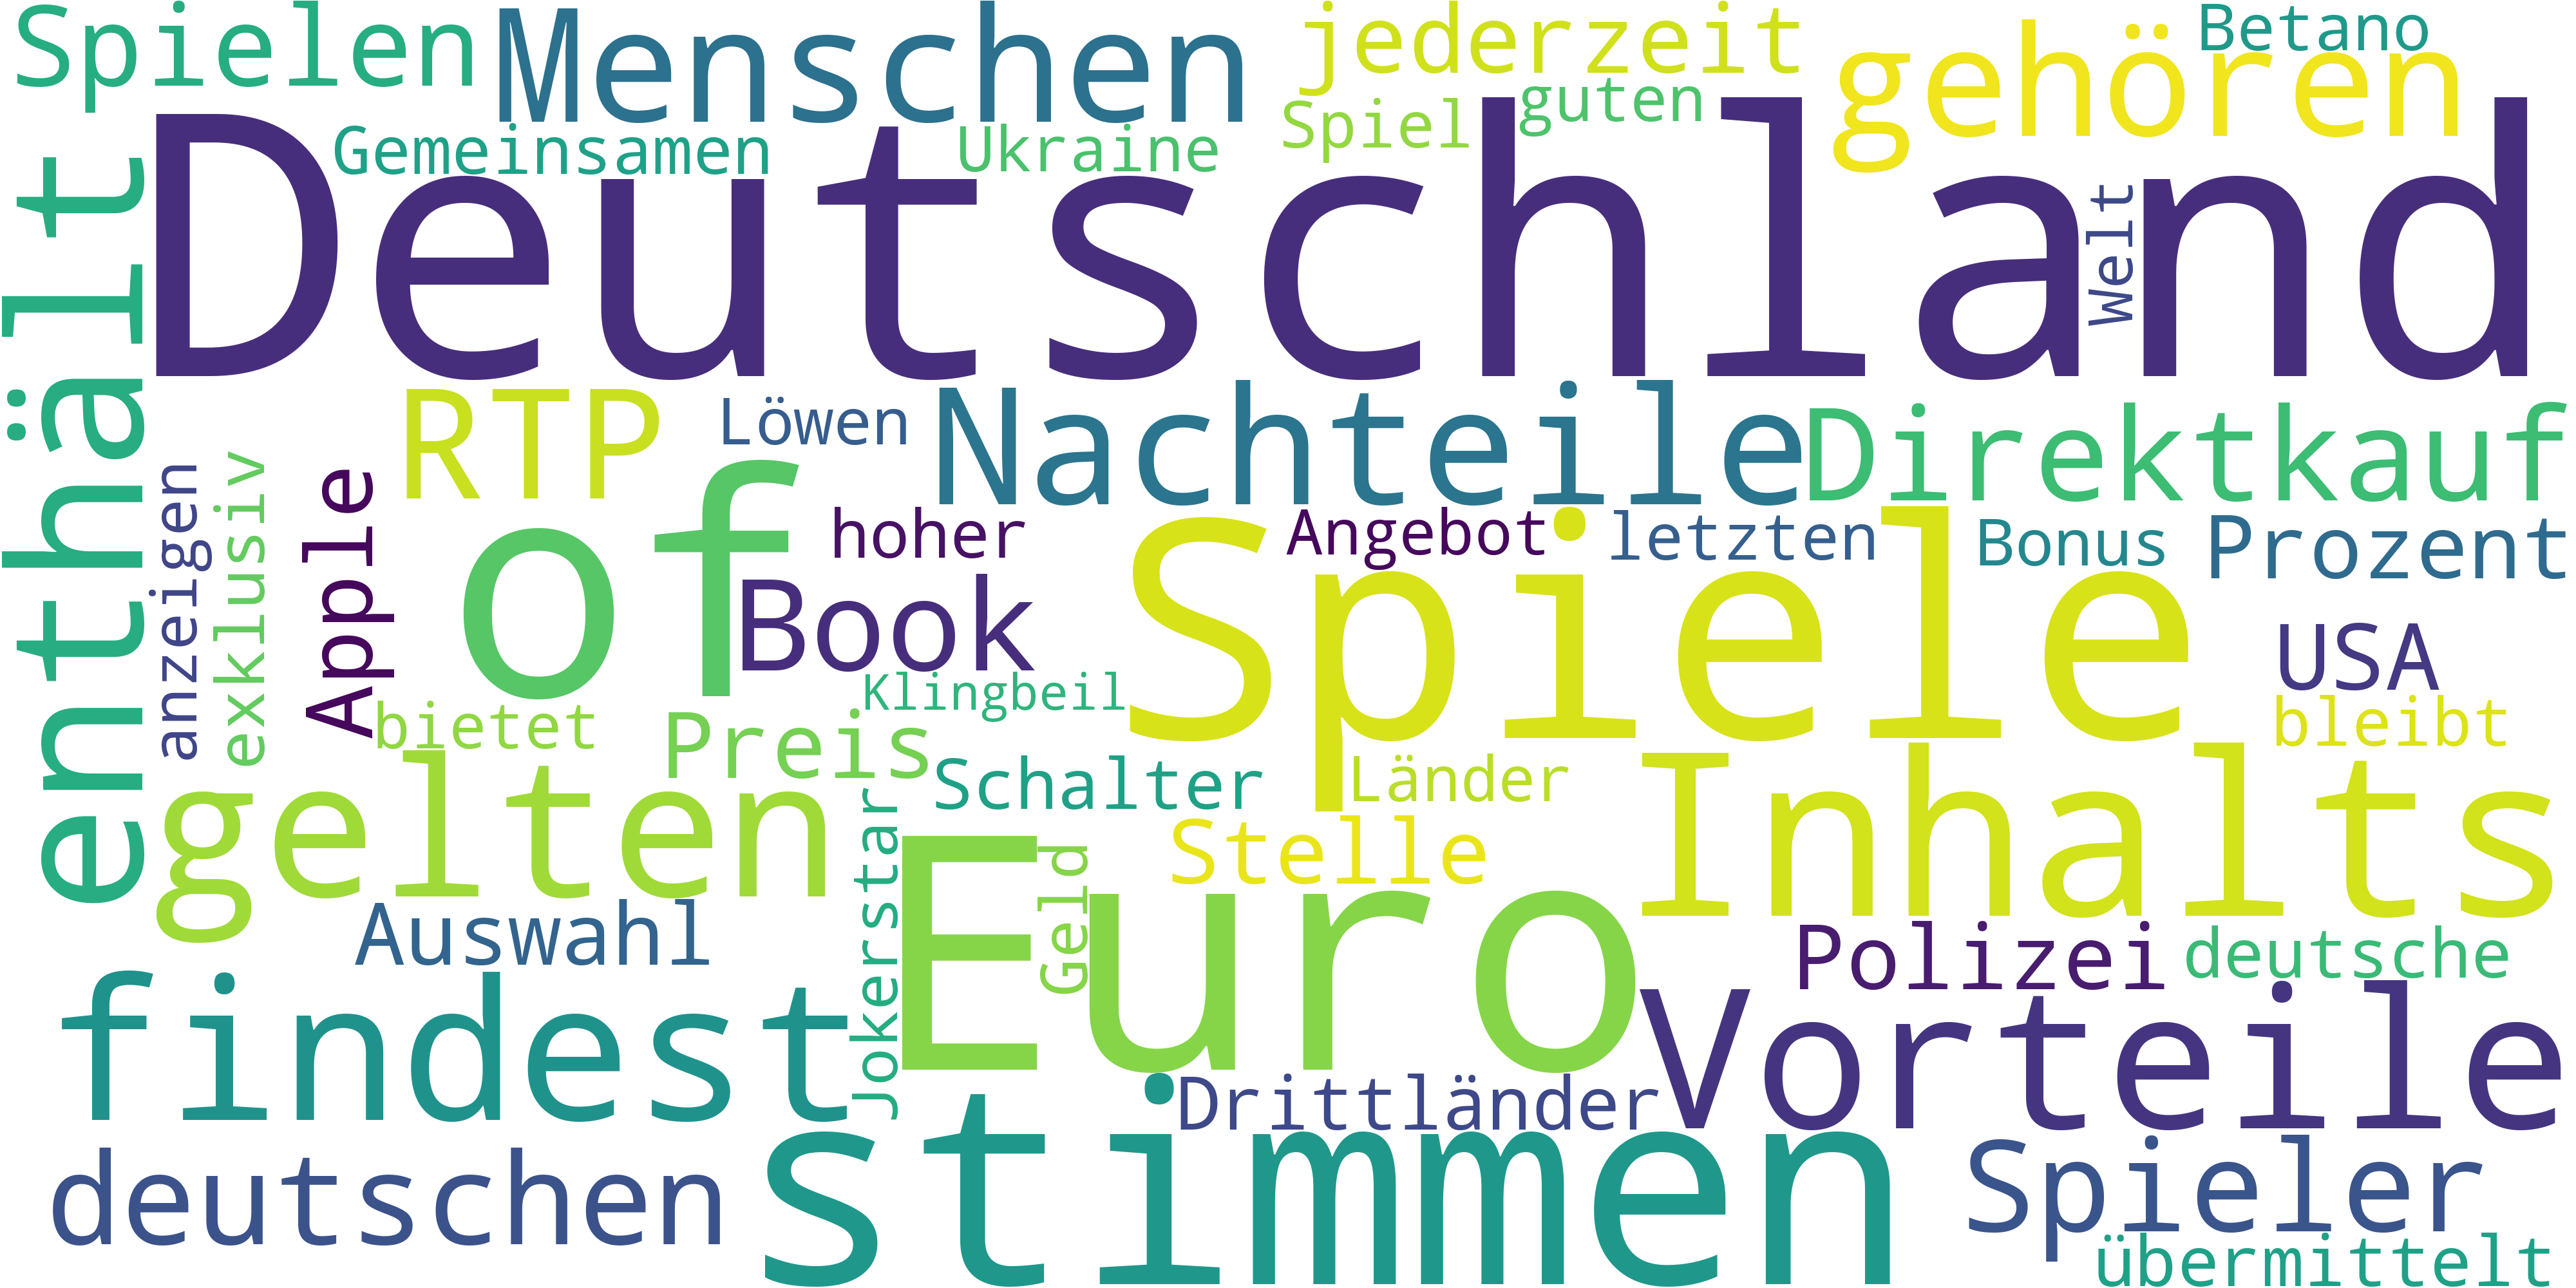 Spielen
Menschen
jederzeit
Betano
gehören
guten
Spiel
Gemeinsamen
Ukraine
Deutschland
Welt
enthält
RTP
Löwen
Nachteile
Direktkauf
anzeigen
exklusiv
Apple
of
hoher
Angebot
letzten
Bonus
Prozent
Book
Spiele
USA
Klingbeil
bietet
Preis
bleibt
Schalter
Länder
Inhalts
gelten
Jokerstar
Euro
Geld
Stelle
Auswahl
Polizei
deutsche
findest
Vorteile
Drittländer
stimmen
deutschen
Spieler
übermittelt